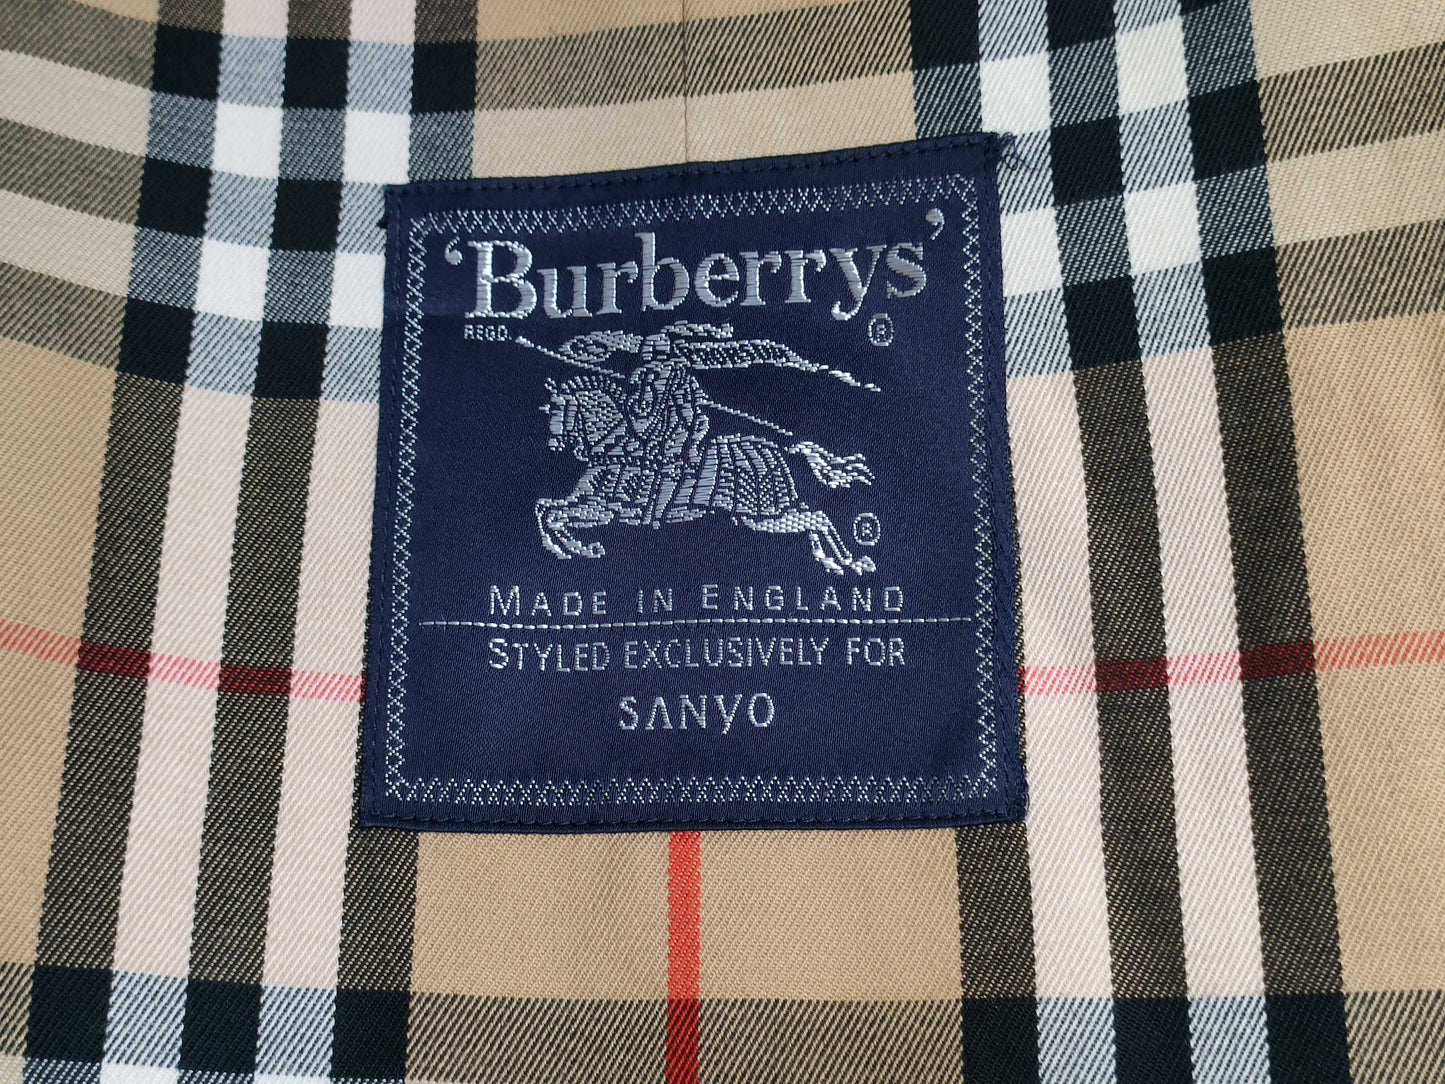 ‘Burberrys’
REGD ®
®
MADE IN ENGLAND
STYLED EXCLUSIVELY FOR
SANYO